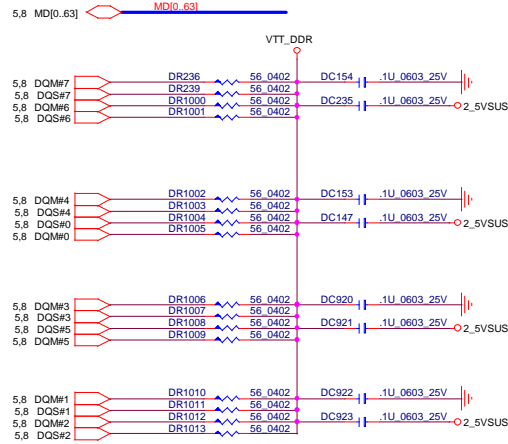 5,8 MD[0..63] MD[0..63]
VTT_DDR
5,8 DQM#7 DR236 56_0402 DC154 .1U_0603_25V
5,8 DQS#7 DR239 56_0402
5,8 DQM#6 DR1000 56_0402 DC235 .1U_0603_25V 2_5VSUS
5,8 DQS#6 DR1001 56_0402
5,8 DQM#4 DR1002 56_0402 DC153 .1U_0603_25V
5,8 DQS#4 DR1003 56_0402
5,8 DQS#0 DR1004 56_0402 DC147 .1U_0603_25V 2_5VSUS
5,8 DQM#0 DR1005 56_0402
5,8 DQM#3 DR1006 56_0402 DC920 .1U_0603_25V
5,8 DQS#3 DR1007 56_0402
5,8 DQS#5 DR1008 56_0402 DC921 .1U_0603_25V 2_5VSUS
5,8 DQM#5 DR1009 56_0402
5,8 DQM#1 DR1010 56_0402 DC922 .1U_0603_25V
5,8 DQS#1 DR1011 56_0402
5,8 DQM#2 DR1012 56_0402 DC923 .1U_0603_25V 2_5VSUS
5,8 DQS#2 DR1013 56_0402